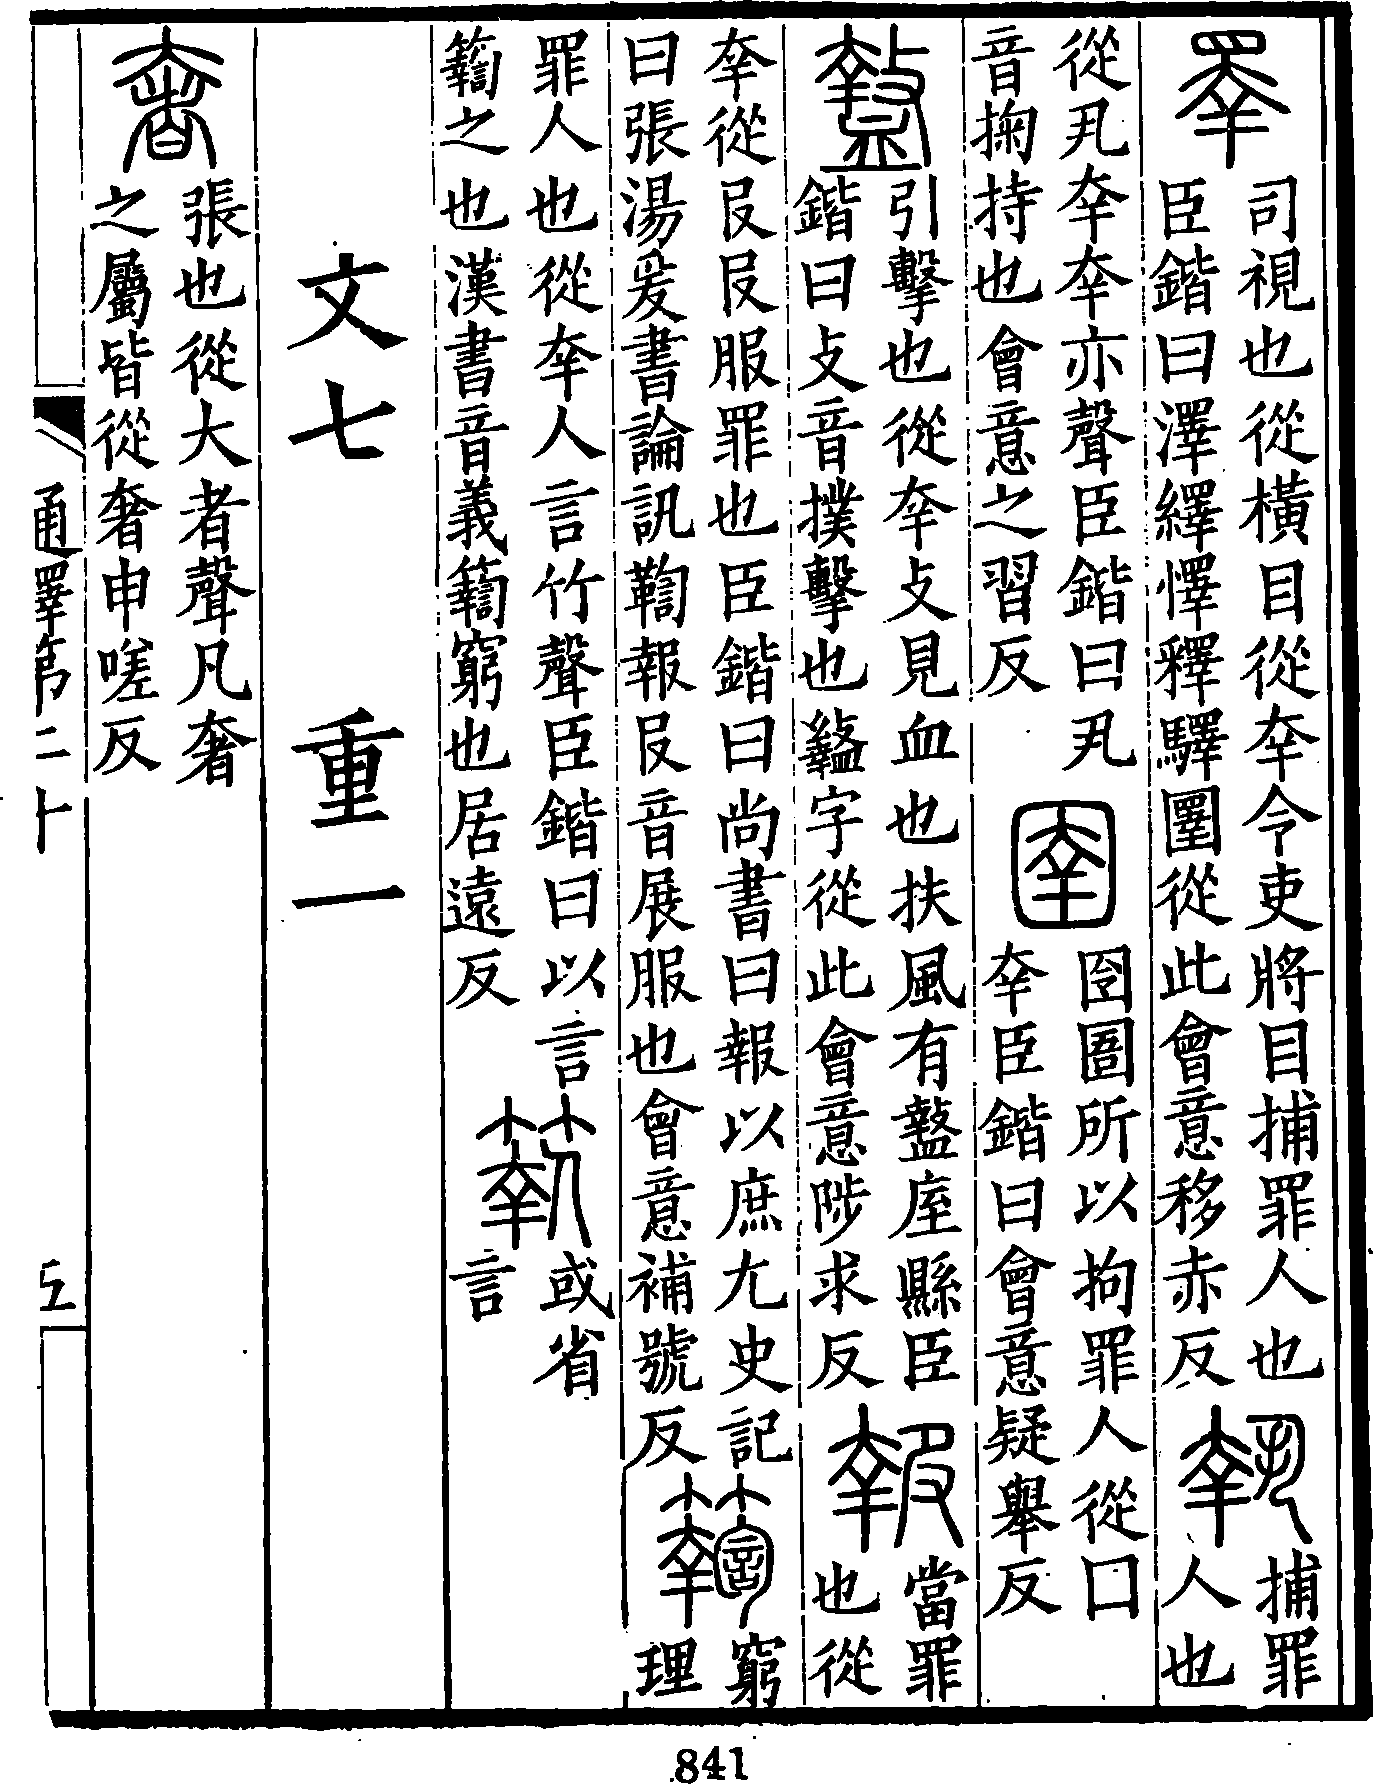 睪司視也從橫目從㚔令吏將目捕罪人也
臣鍇曰澤繹懌釋驛圛從此會意移赤反
執捕罪
人也
從丮㚔㚔亦聲臣鍇曰丮
音掬持也會意之習反
圉囹圄所以拘罪人從口
㚔臣鍇曰會意疑舉反
盩引擊也從㚔攴見血也扶風有盩庢縣臣
鍇曰攴音撲擊也盭字從此會意陟求反
報當罪
也從
㚔從𠬝𠬝服罪也臣鍇曰尚書曰報以庶尤史記
曰張湯爰書論訊鞫報𠬝音展服也會意補號反
𥷚窮
理
罪人也從㚔人言竹聲臣鍇曰以言
𥷚之也漢書音義𥷚窮也居遠反
或省
言
文七 重一
奢張也從大者聲凡奢
之屬皆從奢申嗟反
通釋第二十
五
841